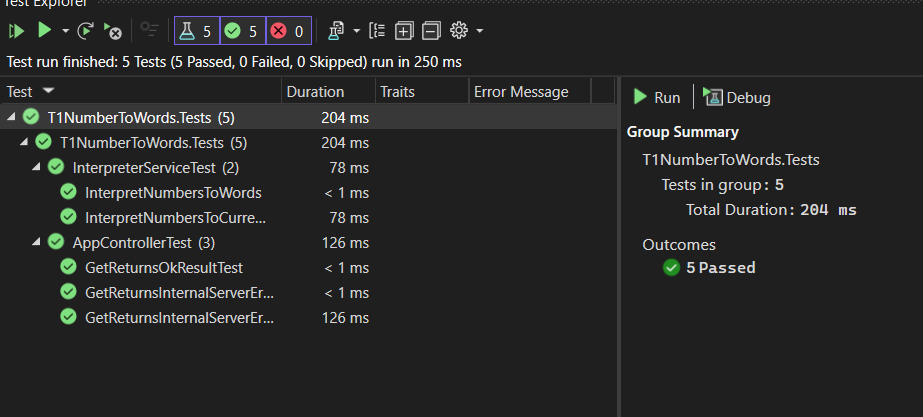 Test Explorer
5 5 0
Test run finished: 5 Tests (5 Passed, 0 Failed, 0 Skipped) run in 250 ms
Test Duration Traits Error Message
T1NumberToWords.Tests (5) 204 ms
T1NumberToWords.Tests (5) 204 ms
InterpreterServiceTest (2) 78 ms
InterpretNumbersToWords < 1 ms
InterpretNumbersToCurre... 78 ms
AppControllerTest (3) 126 ms
GetReturnsOkResultTest < 1 ms
GetReturnsInternalServerEr... < 1 ms
GetReturnsInternalServerEr... 126 ms
Run Debug
Group Summary
T1NumberToWords.Tests
Tests in group: 5
Total Duration: 204 ms
Outcomes
5 Passed